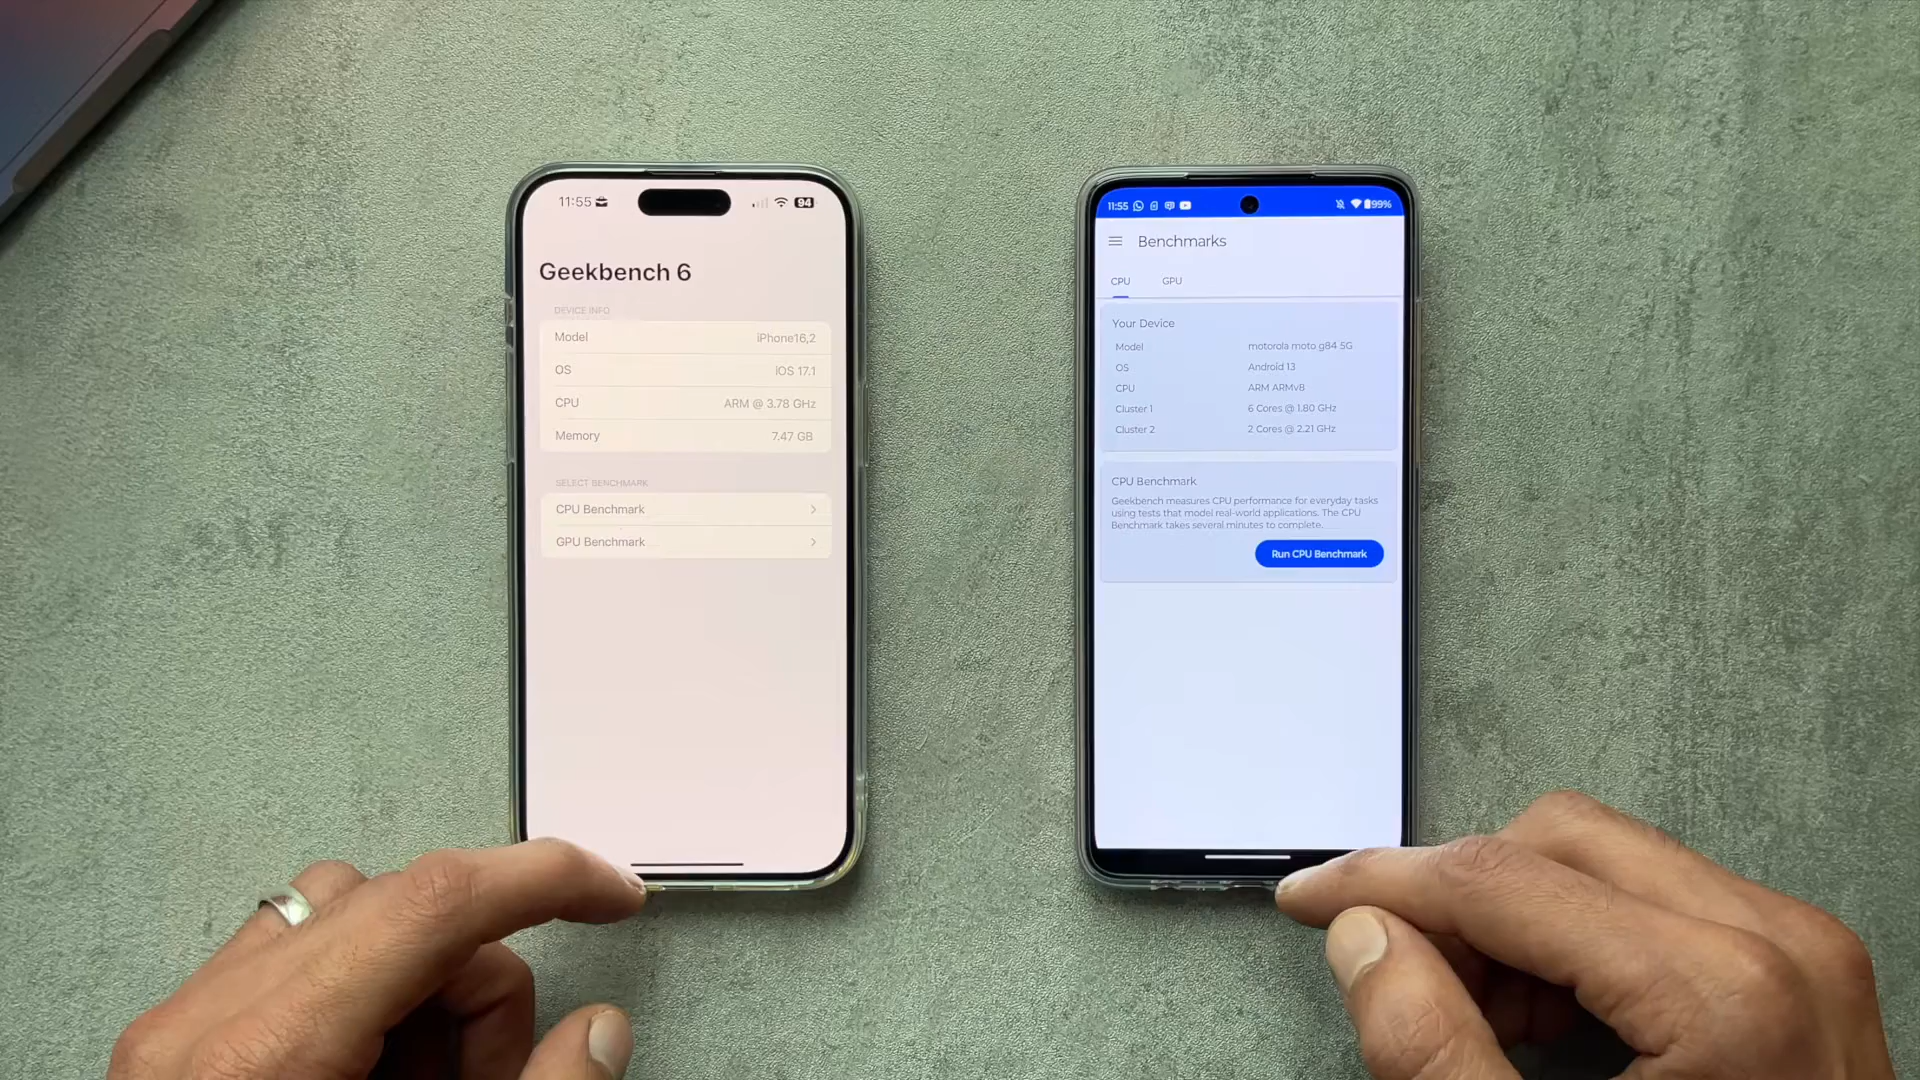 11:55
94
Geekbench 6
DEVICE INFO
Model iPhone16,2
OS iOS 17.1
CPU ARM @ 3.78 GHz
Memory 7.47 GB
SELECT BENCHMARK
CPU Benchmark
GPU Benchmark
11:55 99%
Benchmarks
CPU GPU
Your Device
Model motorola moto g84 5G
OS Android 13
CPU ARM ARMv8
Cluster 1 6 Cores @ 1.80 GHz
Cluster 2 2 Cores @ 2.21 GHz
CPU Benchmark
Geekbench measures CPU performance for everyday tasks
using tests that model real-world applications. The CPU
Benchmark takes several minutes to complete.
Run CPU Benchmark